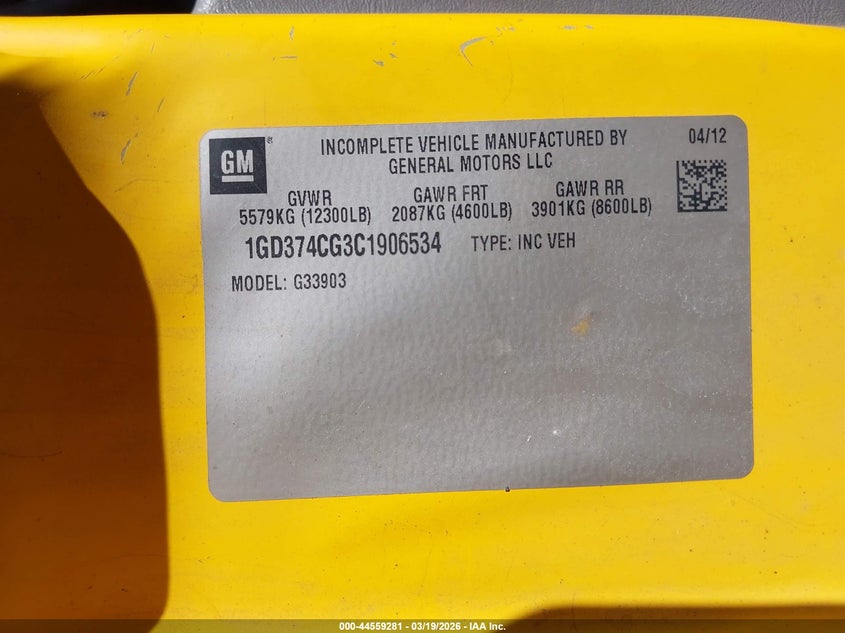 GM
INCOMPLETE VEHICLE MANUFACTURED BY
GENERAL MOTORS LLC
04/12
GVWR GAWR FRT GAWR RR
5579KG (12300LB) 2087KG (4600LB) 3901KG (8600LB)
1GD374CG3C1906534 TYPE: INC VEH
MODEL: G33903
000-44559281 - 03/19/2026 - IAA Inc.